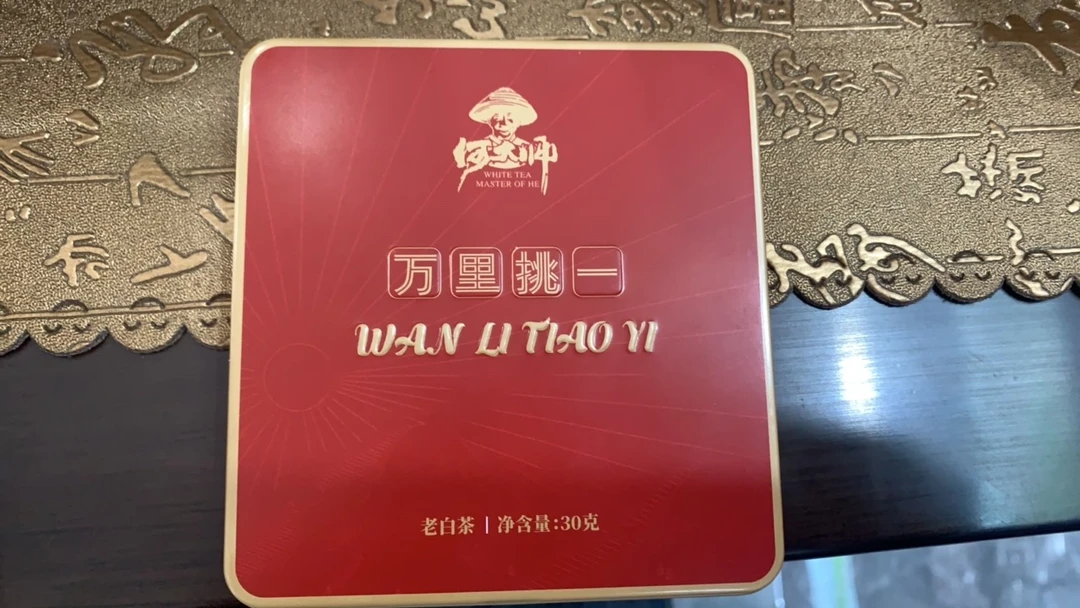 何大师
WHITE TEA
MASTER OF HE
万里挑一
WAN LI TIAO YI
老白茶 | 净含量:30克